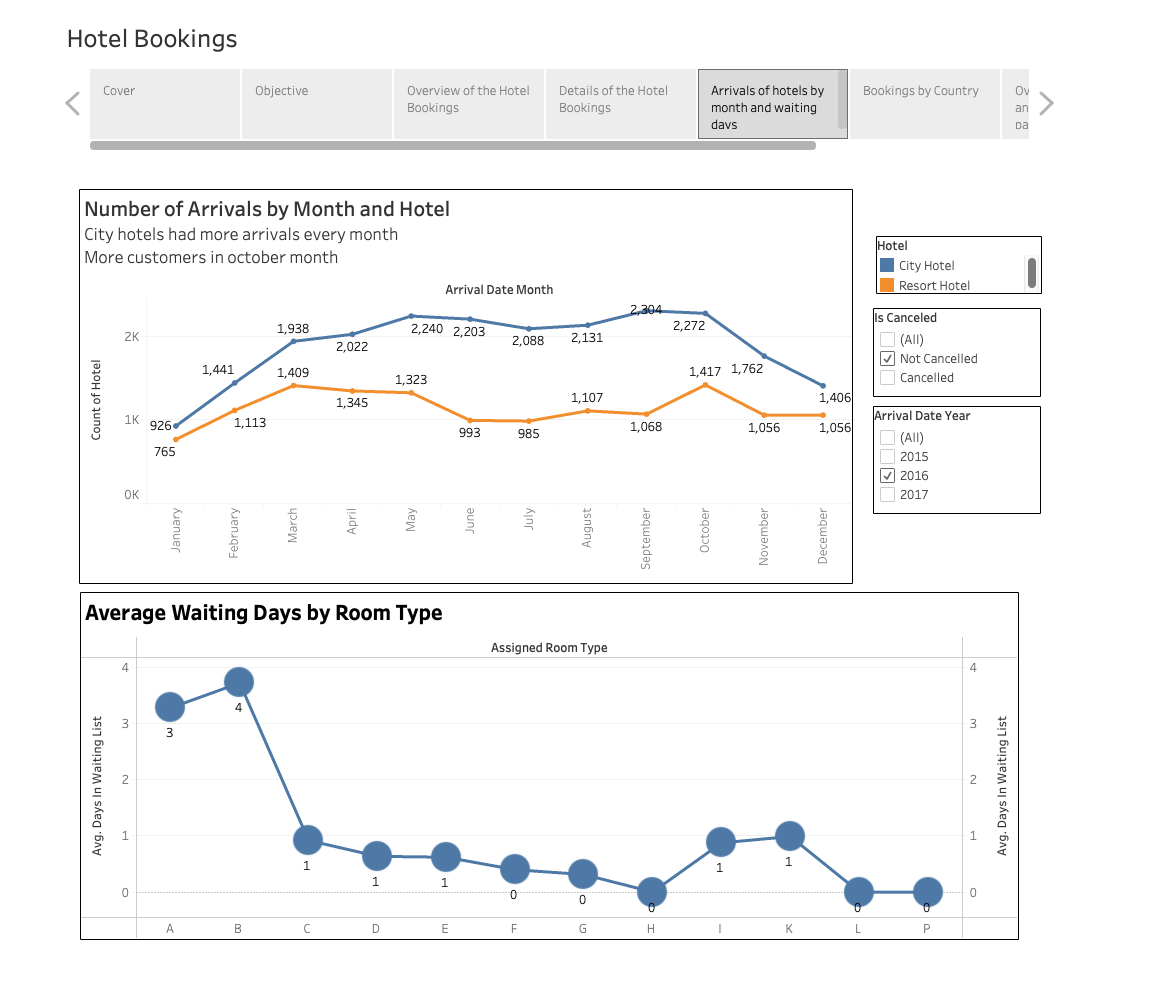 Hotel Bookings
Cover
Objective
Overview of the Hotel
Bookings
Details of the Hotel
Bookings
Arrivals of hotels by
month and waiting
days
Bookings by Country
Ov
an
pa
Number of Arrivals by Month and Hotel
City hotels had more arrivals every month
More customers in october month
Arrival Date Month
Count of Hotel
2K
1K
0K
926
1,441
1,938
2,022
2,240
2,203
2,088
2,131
2,304
2,272
1,762
1,406
765
1,113
1,409
1,345
1,323
993
985
1,107
1,068
1,417
1,056
1,056
January
February
March
April
May
June
July
August
September
October
November
December
Hotel
City Hotel
Resort Hotel
Is Canceled
(All)
Not Cancelled
Cancelled
Arrival Date Year
(All)
2015
2016
2017
Average Waiting Days by Room Type
Assigned Room Type
Avg. Days In Waiting List
4
3
2
1
0
3
4
1
1
1
0
0
0
1
1
0
0
4
3
2
1
0
Avg. Days In Waiting List
A
B
C
D
E
F
G
H
I
K
L
P